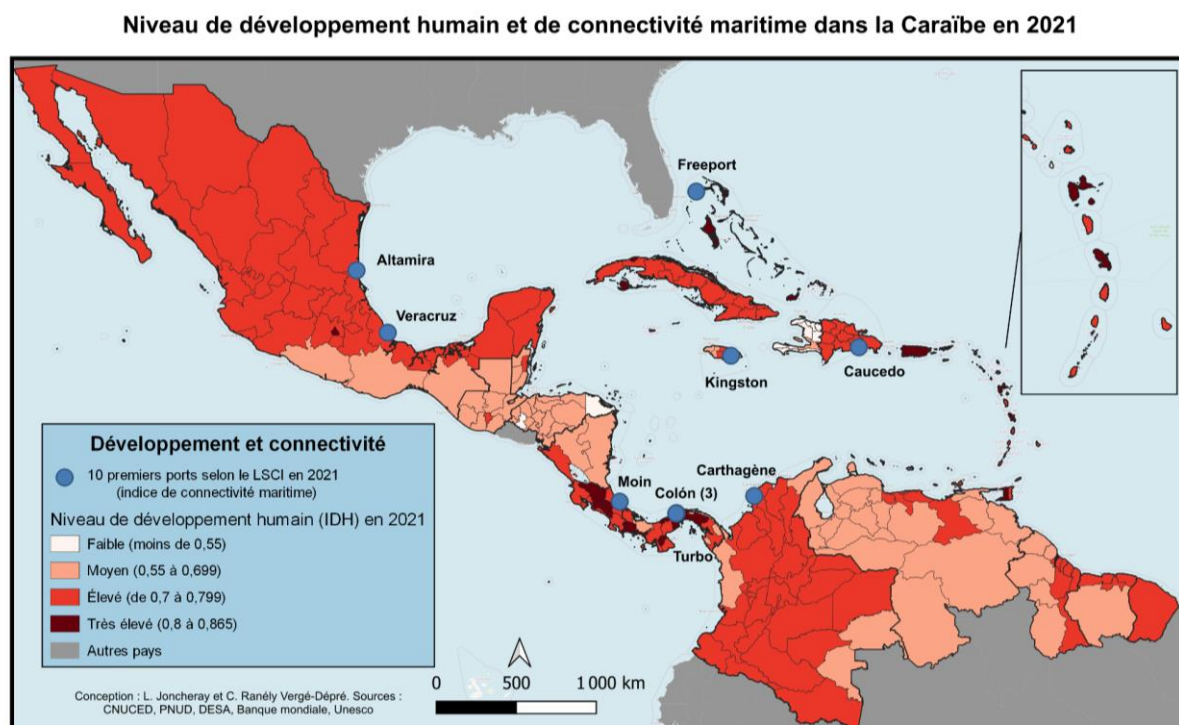 Niveau de développement humain et de connectivité maritime dans la Caraïbe en 2021
Freeport
Altamira
Veracruz
Kingston
Caucedo
Carthagène
Moin
Colón (3)
Turbo
Développement et connectivité
10 premiers ports selon le LSCI en 2021
(indice de connectivité maritime)
Niveau de développement humain (IDH) en 2021
Faible (moins de 0,55)
Moyen (0,55 à 0,699)
Élevé (de 0,7 à 0,799)
Très élevé (0,8 à 0,865)
Autres pays
Conception : L. Joncheray et C. Ranély Vergé-Dépré. Sources :
CNUCED, PNUD, DESA, Banque mondiale, Unesco
0 500 1 000 km